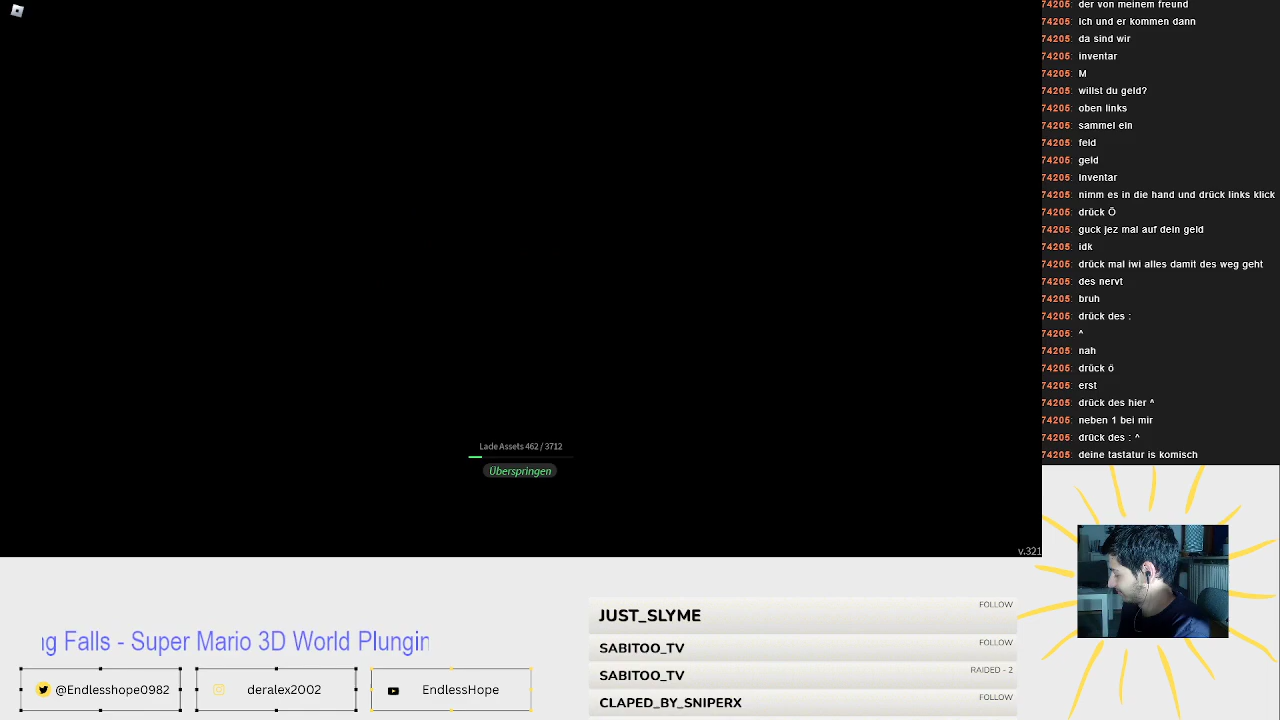 74205: der von meinem freund
74205: ich und er kommen dann
74205: da sind wir
74205: inventar
74205: M
74205: willst du geld?
74205: oben links
74205: sammel ein
74205: feld
74205: geld
74205: inventar
74205: nimm es in die hand und drück links klick
74205: drück Ö
74205: guck jez mal auf dein geld
74205: idk
74205: drück mal iwi alles damit des weg geht
74205: des nervt
74205: bruh
74205: drück des :
74205: ^
74205: nah
74205: drück ö
74205: erst
74205: drück des hier ^
74205: neben 1 bei mir
74205: drück des : ^
74205: deine tastatur is komisch
Lade Assets 462 / 3712
Überspringen
v.321
ng Falls - Super Mario 3D World Plungin
@Endlesshope0982
deralex2002
EndlessHope
JUST_SLYME FOLLOW
SABITOO_TV FOLLOW
SABITOO_TV RAIDED - 2
CLAPED_BY_SNIPERX FOLLOW